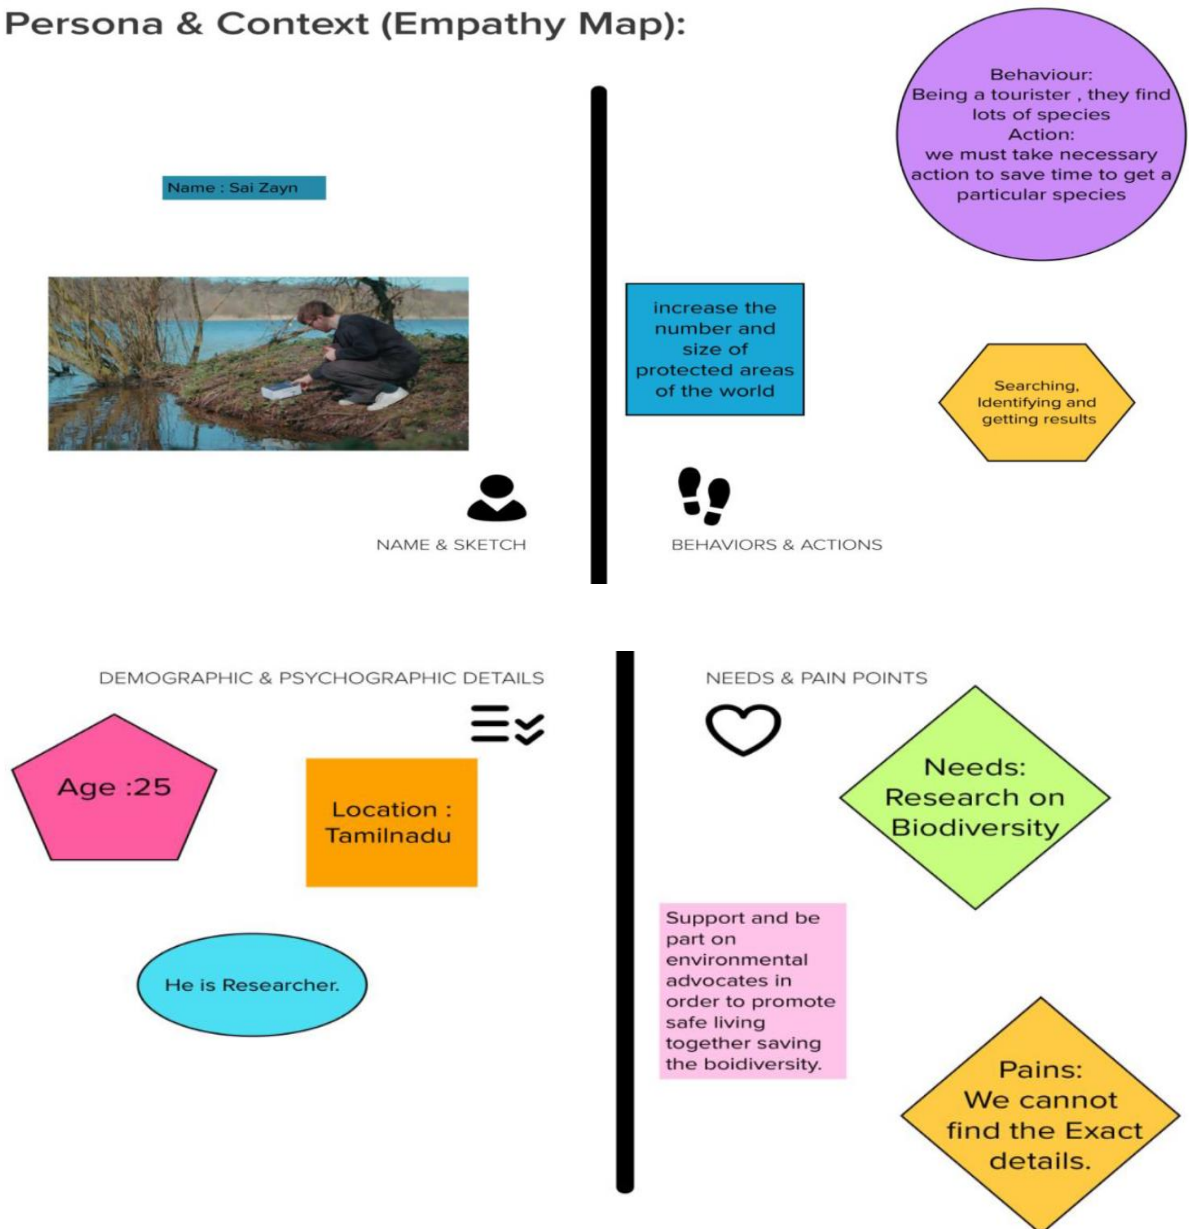 Persona & Context (Empathy Map):
Name : Sai Zayn
NAME & SKETCH
Behaviour:
Being a tourister , they find
lots of species
Action:
we must take necessary
action to save time to get a
particular species
increase the
number and
size of
protected areas
of the world
Searching,
Identifying and
getting results
BEHAVIORS & ACTIONS
DEMOGRAPHIC & PSYCHOGRAPHIC DETAILS
Age :25
Location :
Tamilnadu
He is Researcher.
NEEDS & PAIN POINTS
Needs:
Research on
Biodiversity
Support and be
part on
environmental
advocates in
order to promote
safe living
together saving
the boidiversity.
Pains:
We cannot
find the Exact
details.